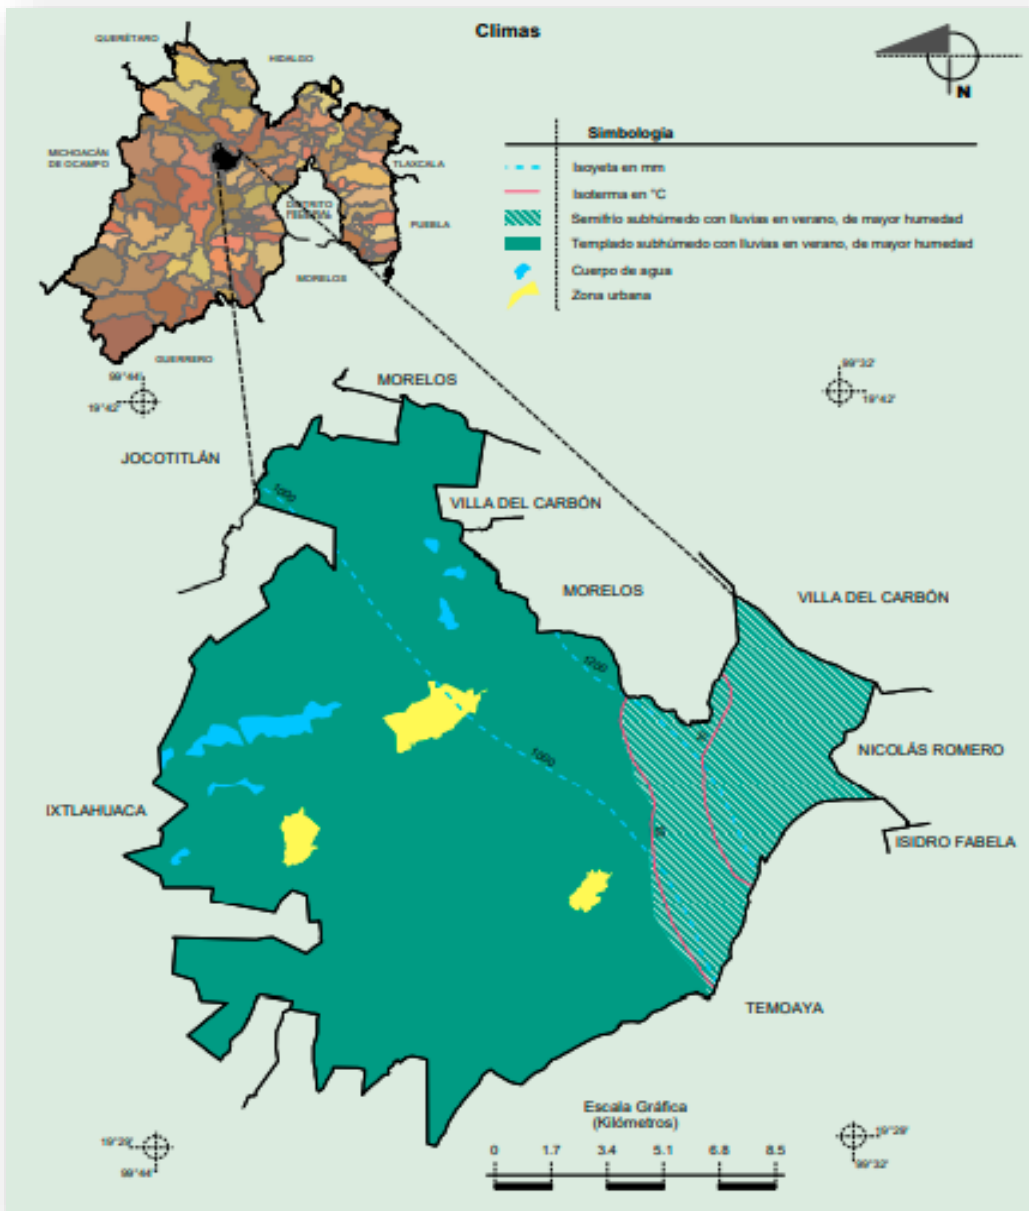 Climas
QUERÉTARO
HIDALGO
MICHOACÁN
DE OCAMPO
TLAXCALA
DISTRITO
FEDERAL
PUEBLA
MORELOS
GUERRERO
N
Simbología
Isoyeta en mm
Isoterma en °C
Semifrío subhúmedo con lluvias en verano, de mayor humedad
Templado subhúmedo con lluvias en verano, de mayor humedad
Cuerpo de agua
Zona urbana
99°44'
19°42'
99°32'
19°42'
MORELOS
JOCOTITLÁN
1000
VILLA DEL CARBÓN
MORELOS
VILLA DEL CARBÓN
1200
1000
NICOLÁS ROMERO
IXTLAHUACA
ISIDRO FABELA
TEMOAYA
Escala Gráfica
(Kilómetros)
0 1.7 3.4 5.1 6.8 8.5
99°44'
99°32'